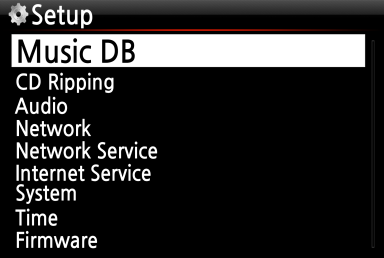 Setup
Music DB
CD Ripping
Audio
Network
Network Service
Internet Service
System
Time
Firmware